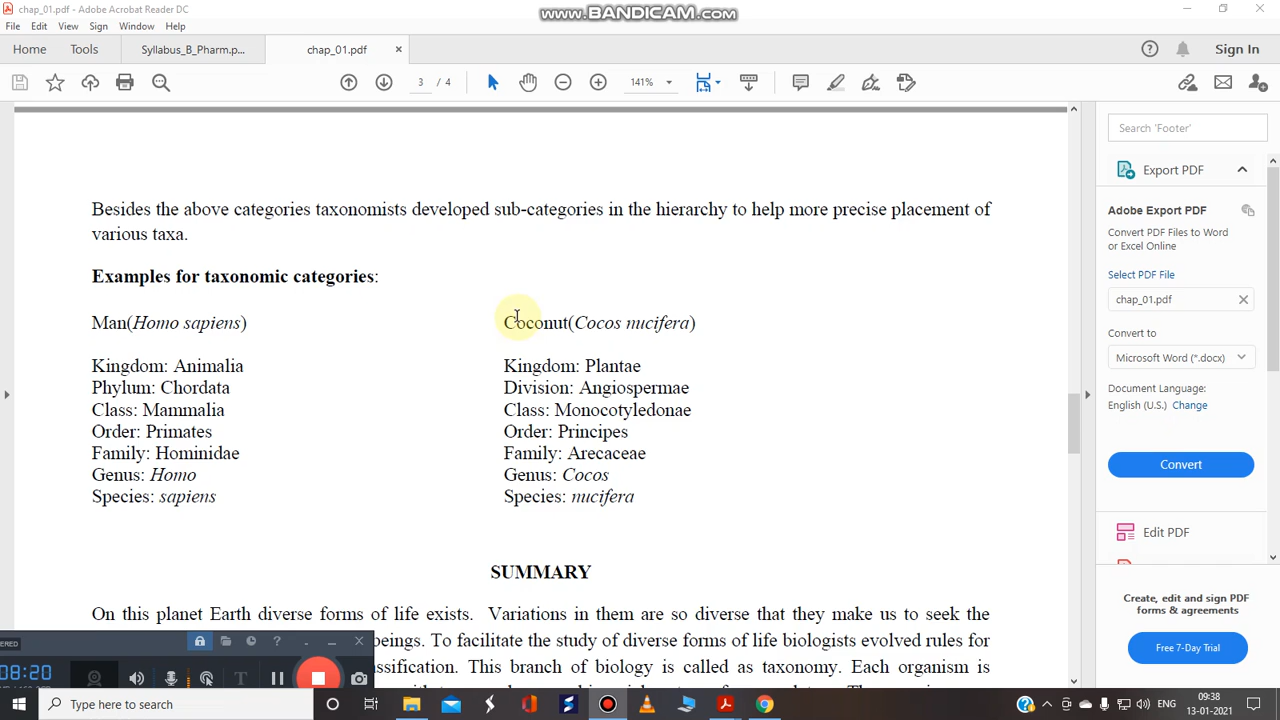 chap_01.pdf - Adobe Acrobat Reader DC
WWW.BANDICAM.COM
File Edit View Sign Window Help
Home Tools Syllabus_B_Pharm.p... chap_01.pdf Sign In
3 / 4 141%
Search 'Footer'
Export PDF
Adobe Export PDF
Convert PDF Files to Word
or Excel Online
Select PDF File
chap_01.pdf
Convert to
Microsoft Word (*.docx)
Document Language:
English (U.S.) Change
Convert
Edit PDF
Create, edit and sign PDF
forms & agreements
Free 7-Day Trial
Besides the above categories taxonomists developed sub-categories in the hierarchy to help more precise placement of
various taxa.
Examples for taxonomic categories:
Man(Homo sapiens)
Kingdom: Animalia
Phylum: Chordata
Class: Mammalia
Order: Primates
Family: Hominidae
Genus: Homo
Species: sapiens
Coconut(Cocos nucifera)
Kingdom: Plantae
Division: Angiospermae
Class: Monocotyledonae
Order: Principes
Family: Arecaceae
Genus: Cocos
Species: nucifera
SUMMARY
On this planet Earth diverse forms of life exists. Variations in them are so diverse that they make us to seek the
beings. To facilitate the study of diverse forms of life biologists evolved rules for
This branch of biology is called as taxonomy. Each organism is
08:20
Type here to search
ENG
09:38
13-01-2021